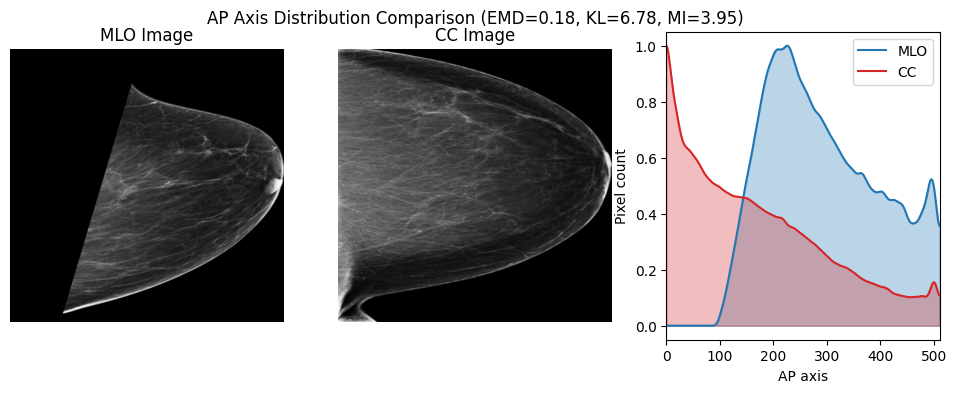 AP Axis Distribution Comparison (EMD=0.18, KL=6.78, MI=3.95)
MLO Image
CC Image
MLO
CC
Pixel count
1.0
0.8
0.6
0.4
0.2
0.0
0 100 200 300 400 500
AP axis